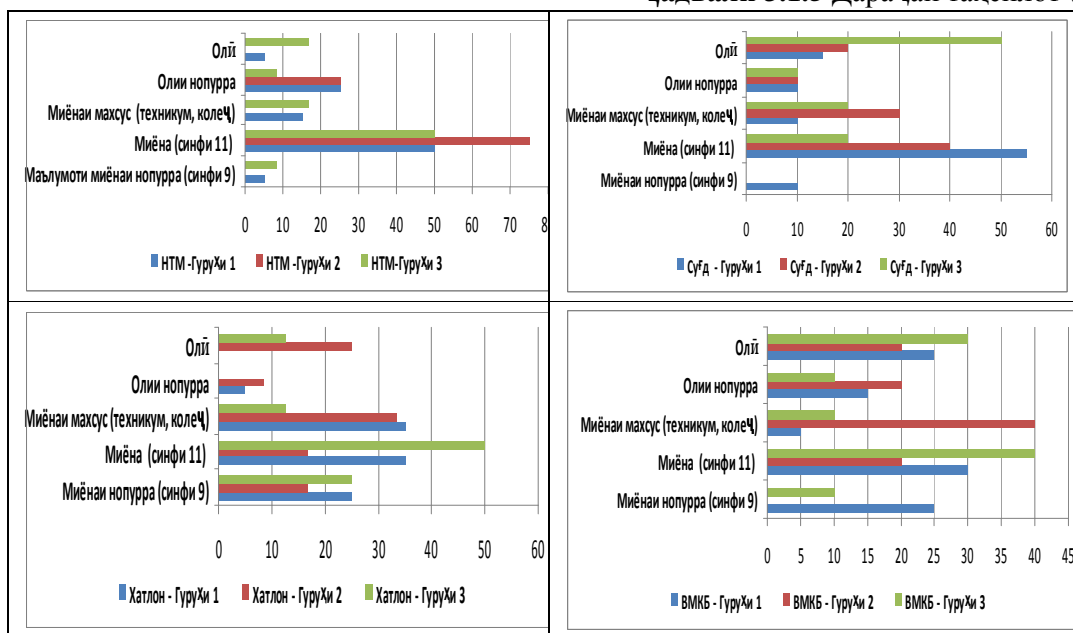 Олӣ
Олии нопурра
Миёнаи махсус (техникум, колеҷ)
Миёна (синфи 11)
Маълумоти миёнаи нопурра (синфи 9)
0 10 20 30 40 50 60 70 8
НТМ -Гурӯҳи 1 НТМ -Гурӯҳи 2 НТМ-Гурӯҳи 3
Олӣ
Олии нопурра
Миёнаи махсус (техникум, колеҷ)
Миёна (синфи 11)
Миёнаи нопурра (синфи 9)
0 10 20 30 40 50 60
Суғд - Гурӯҳи 1 Суғд - Гурӯҳи 2 Суғд - Гурӯҳи 3
Олӣ
Олии нопурра
Миёнаи махсус (техникум, колеҷ)
Миёна (синфи 11)
Миёнаи нопурра (синфи 9)
0 10 20 30 40 50 60
Хатлон - Гурӯҳи 1 Хатлон - Гурӯҳи 2 Хатлон - Гурӯҳи 3
Олӣ
Олии нопурра
Миёнаи махсус (техникум, колеҷ)
Миёна (синфи 11)
Миёнаи нопурра (синфи 9)
0 5 10 15 20 25 30 35 40 45
ВМКБ - Гурӯҳи 1 ВМКБ - Гурӯҳи 2 ВМКБ - Гурӯҳи 3